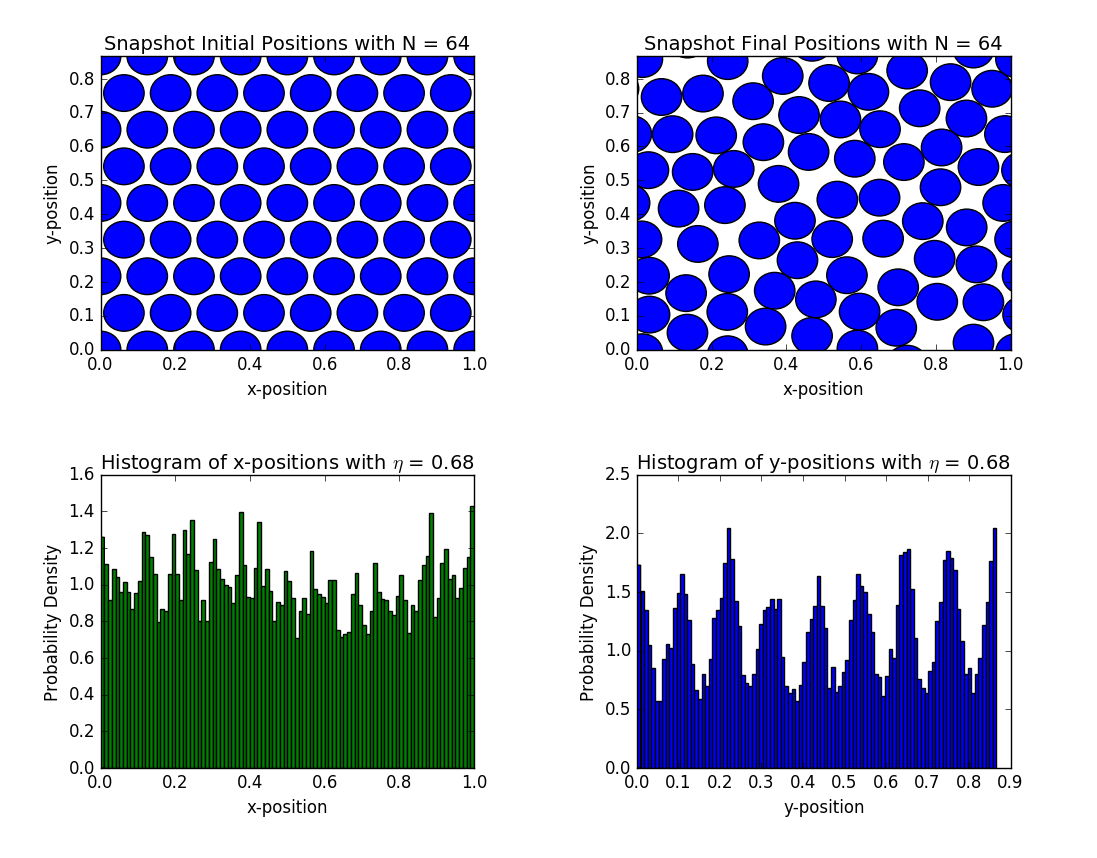 Snapshot Initial Positions with N = 64
y-position
0.8
0.7
0.6
0.5
0.4
0.3
0.2
0.1
0.0
0.0 0.2 0.4 0.6 0.8 1.0
x-position
Snapshot Final Positions with N = 64
y-position
0.8
0.7
0.6
0.5
0.4
0.3
0.2
0.1
0.0
0.0 0.2 0.4 0.6 0.8 1.0
x-position
Histogram of x-positions with η = 0.68
Probability Density
1.6
1.4
1.2
1.0
0.8
0.6
0.4
0.2
0.0
0.0 0.2 0.4 0.6 0.8 1.0
x-position
Histogram of y-positions with η = 0.68
Probability Density
2.5
2.0
1.5
1.0
0.5
0.0
0.0 0.1 0.2 0.3 0.4 0.5 0.6 0.7 0.8 0.9
y-position